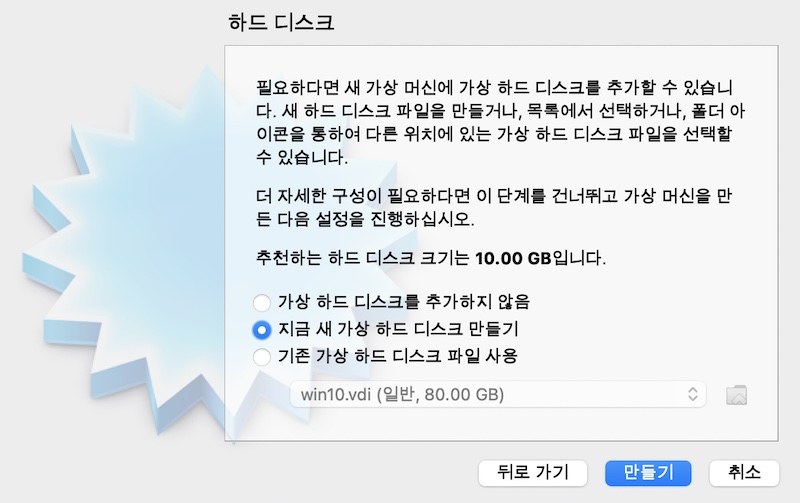 하드 디스크
필요하다면 새 가상 머신에 가상 하드 디스크를 추가할 수 있습니
다. 새 하드 디스크 파일을 만들거나, 목록에서 선택하거나, 폴더 아
이콘을 통하여 다른 위치에 있는 가상 하드 디스크 파일을 선택할
수 있습니다.
더 자세한 구성이 필요하다면 이 단계를 건너뛰고 가상 머신을 만
든 다음 설정을 진행하십시오.
추천하는 하드 디스크 크기는 10.00 GB입니다.
가상 하드 디스크를 추가하지 않음
지금 새 가상 하드 디스크 만들기
기존 가상 하드 디스크 파일 사용
win10.vdi (일반, 80.00 GB)
뒤로 가기 만들기 취소